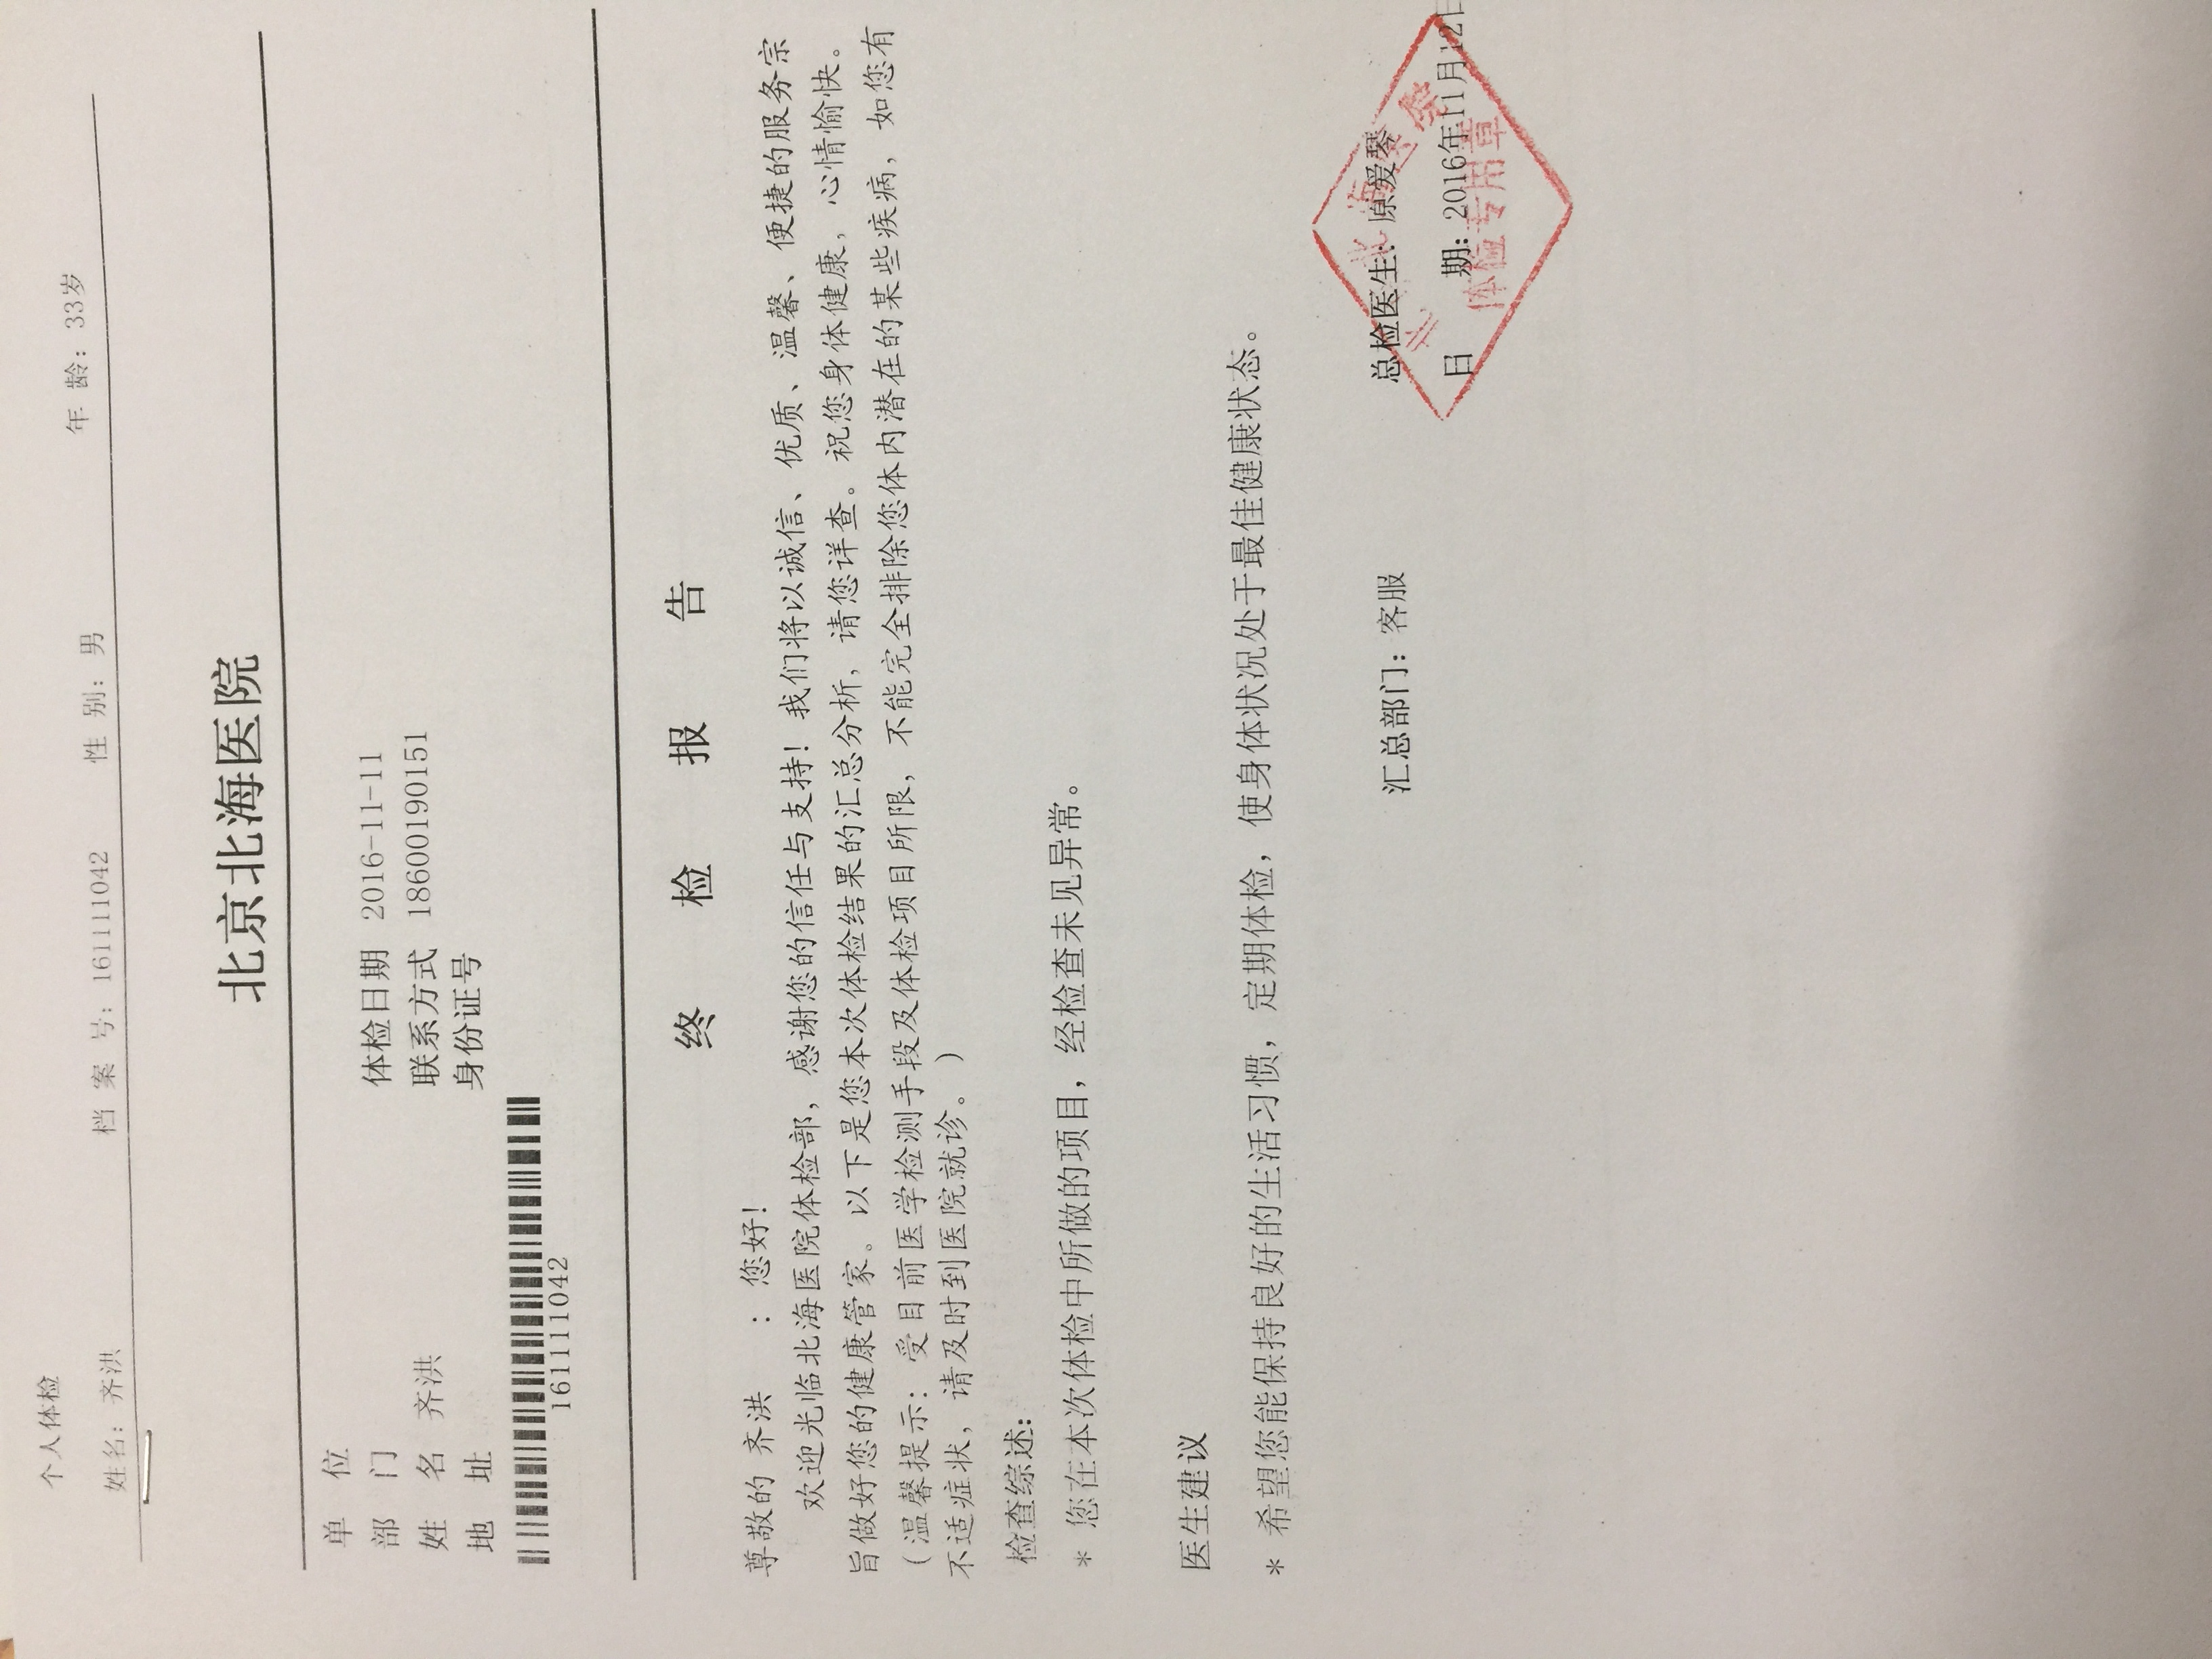 个人体检
姓名：齐洪 档 案 号：161111042 性 别：男 年 龄：33岁
北京北海医院
单 位
部 门 体检日期 2016-11-11
姓 名 齐洪 联系方式 18600190151
地 址 身份证号
161111042
终 检 报 告
尊敬的 齐洪 ：您好！
欢迎光临北海医院体检部，感谢您的信任与支持！我们将以诚信、优质、温馨、便捷的服务宗
旨做好您的健康管家。以下是您本次体检结果的汇总分析，请您详查。祝您身体健康，心情愉快。
（温馨提示：受目前医学检测手段及体检项目所限，不能完全排除您体内潜在的某些疾病，如您有
不适症状，请及时到医院就诊。）
检查综述：
* 您在本次体检中所做的项目，经检查未见异常。
医生建议
* 希望您能保持良好的生活习惯，定期体检，使身体状况处于最佳健康状态。
汇总部门：客服 总检医生：原爱琴
日 期：2016年11月12日
北京北海医院
体检专用章